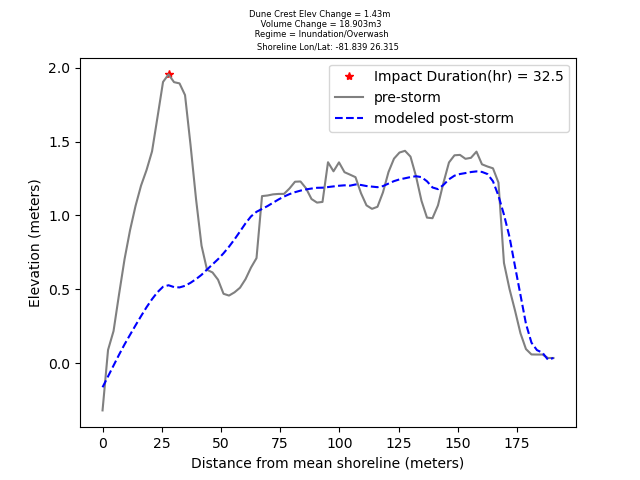 Dune Crest Elev Change = 1.43m
Volume Change = 18.903m3
Regime = Inundation/Overwash
Shoreline Lon/Lat: -81.839 26.315
Impact Duration(hr) = 32.5
pre-storm
modeled post-storm
Elevation (meters)
2.0
1.5
1.0
0.5
0.0
0 25 50 75 100 125 150 175
Distance from mean shoreline (meters)